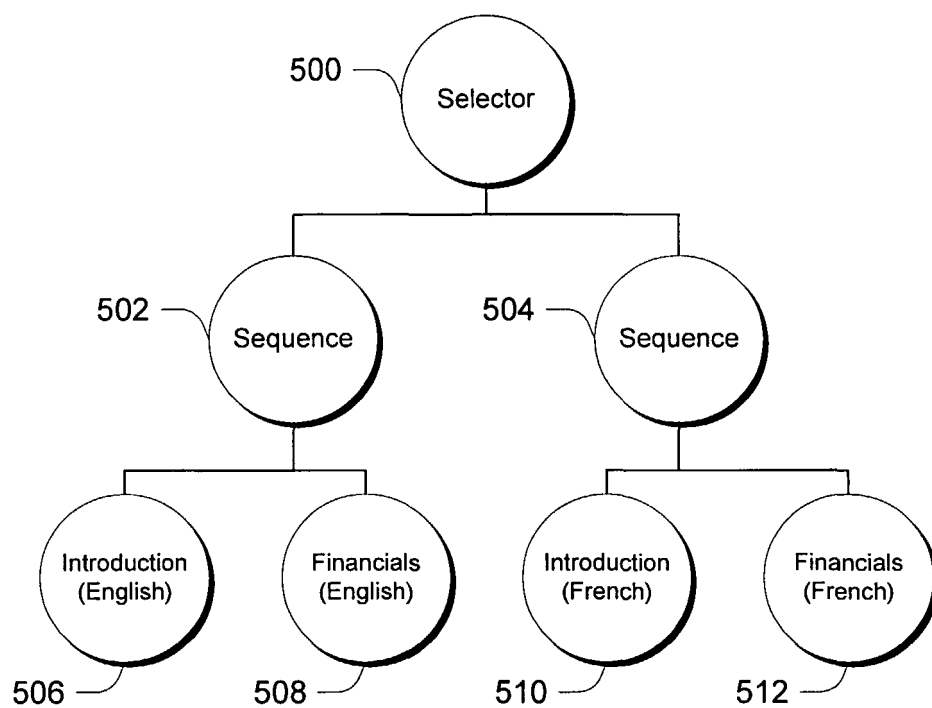 500
Selector
502
Sequence
504
Sequence
Introduction
(English)
Financials
(English)
Introduction
(French)
Financials
(French)
506
508
510
512